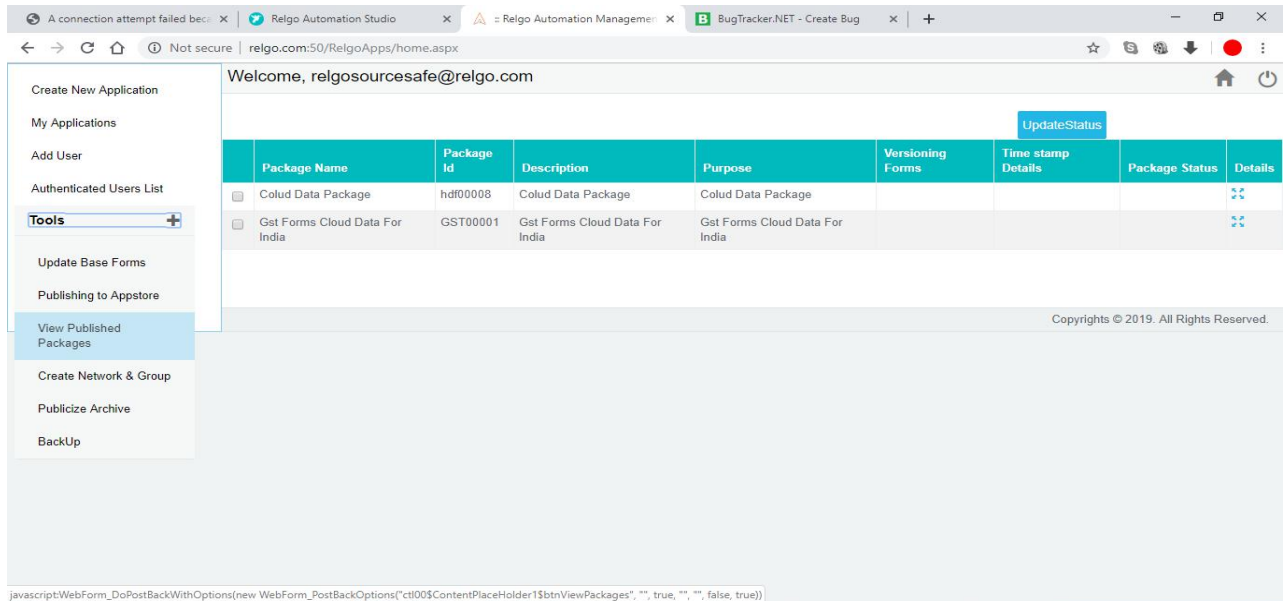 A connection attempt failed beca
Relgo Automation Studio
:: Relgo Automation Managemen
BugTracker.NET - Create Bug
Not secure | relgo.com:50/RelgoApps/home.aspx
Welcome, relgosourcesafe@relgo.com
Create New Application
My Applications
Add User
Authenticated Users List
Tools
Update Base Forms
Publishing to Appstore
View Published
Packages
Create Network & Group
Publicize Archive
BackUp
UpdateStatus
Package Name
Package
Id
Description
Purpose
Versioning
Forms
Time stamp
Details
Package Status
Details
Colud Data Package
hdf00008
Colud Data Package
Colud Data Package
Gst Forms Cloud Data For
India
GST00001
Gst Forms Cloud Data For
India
Gst Forms Cloud Data For
India
Copyrights © 2019. All Rights Reserved.
javascript:WebForm_DoPostBackWithOptions(new WebForm_PostBackOptions("ctl00$ContentPlaceHolder1$btnViewPackages", "", true, "", "", false, true))